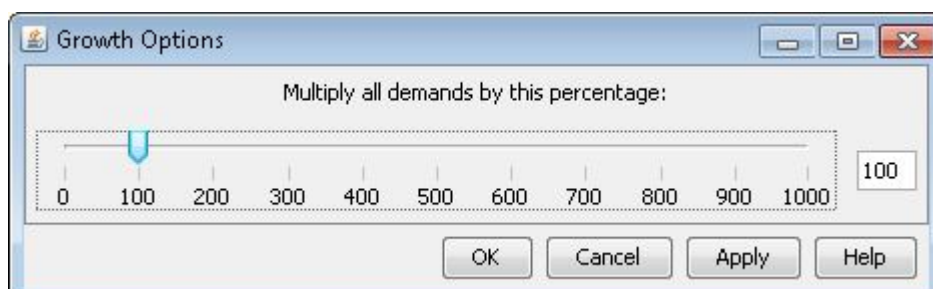 Growth Options
Multiply all demands by this percentage:
100
0 100 200 300 400 500 600 700 800 900 1000
OK Cancel Apply Help